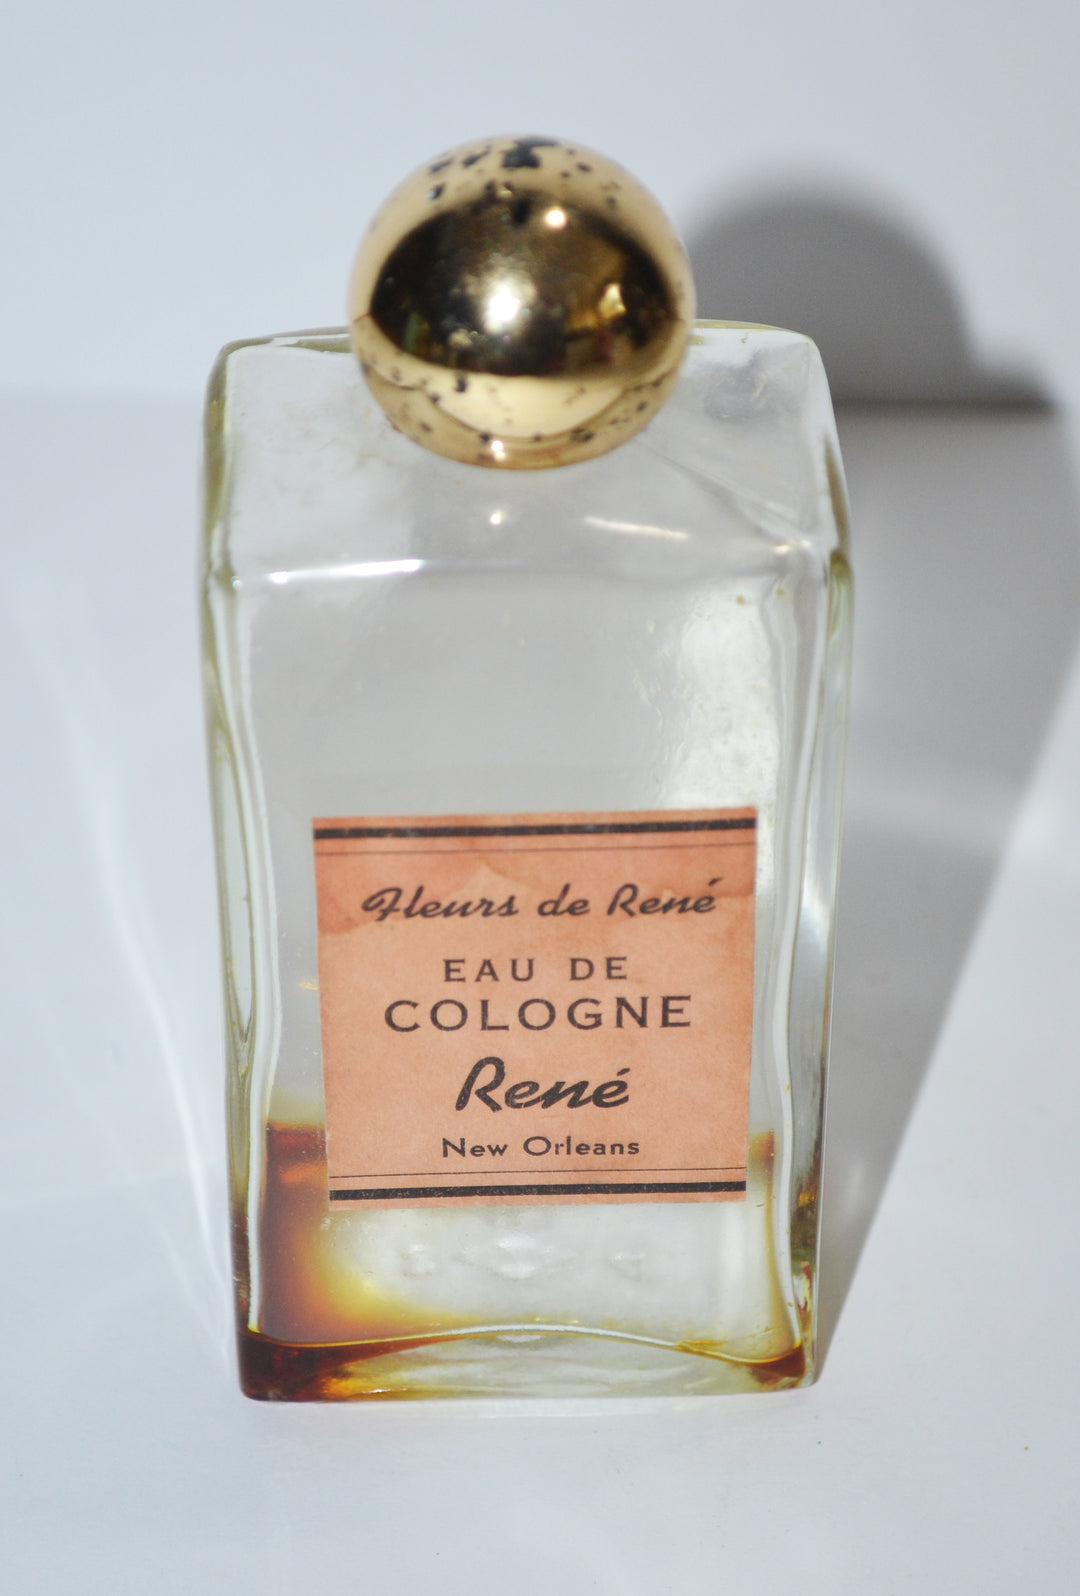 Fleurs de René
EAU DE
COLOGNE
René
New Orleans